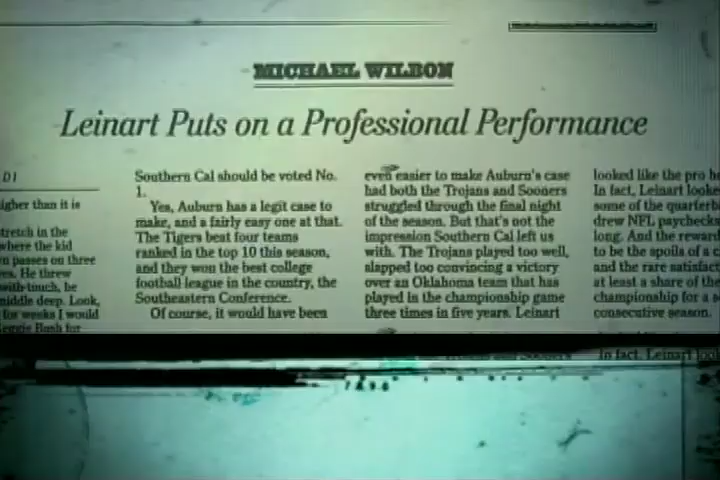 MICHAEL WILBON
Leinart Puts on a Professional Performance
D1
igher than it is
stretch in the
where the kid
n passes on three
es. He threw
with touch, he
middle deep. Look,
for weeks I would
Reggie Bush for
Southern Cal should be voted No.
1.
Yes, Auburn has a legit case to
make, and a fairly easy one at that.
The Tigers beat four teams
ranked in the top 10 this season,
and they won the best college
football league in the country, the
Southeastern Conference.
Of course, it would have been
even easier to make Auburn's case
had both the Trojans and Sooners
struggled through the final night
of the season. But that's not the
impression Southern Cal left us
with. The Trojans played too well,
slapped too convincing a victory
over an Oklahoma team that has
played in the championship game
three times in five years. Leinart
looked like the pro he
In fact, Leinart looke
some of the quarterb
drew NFL paychecks
long. And the reward
to be the spoils of a c
and the rare satisfact
at least a share of the
championship for a s
consecutive season.
In fact, Leinart look